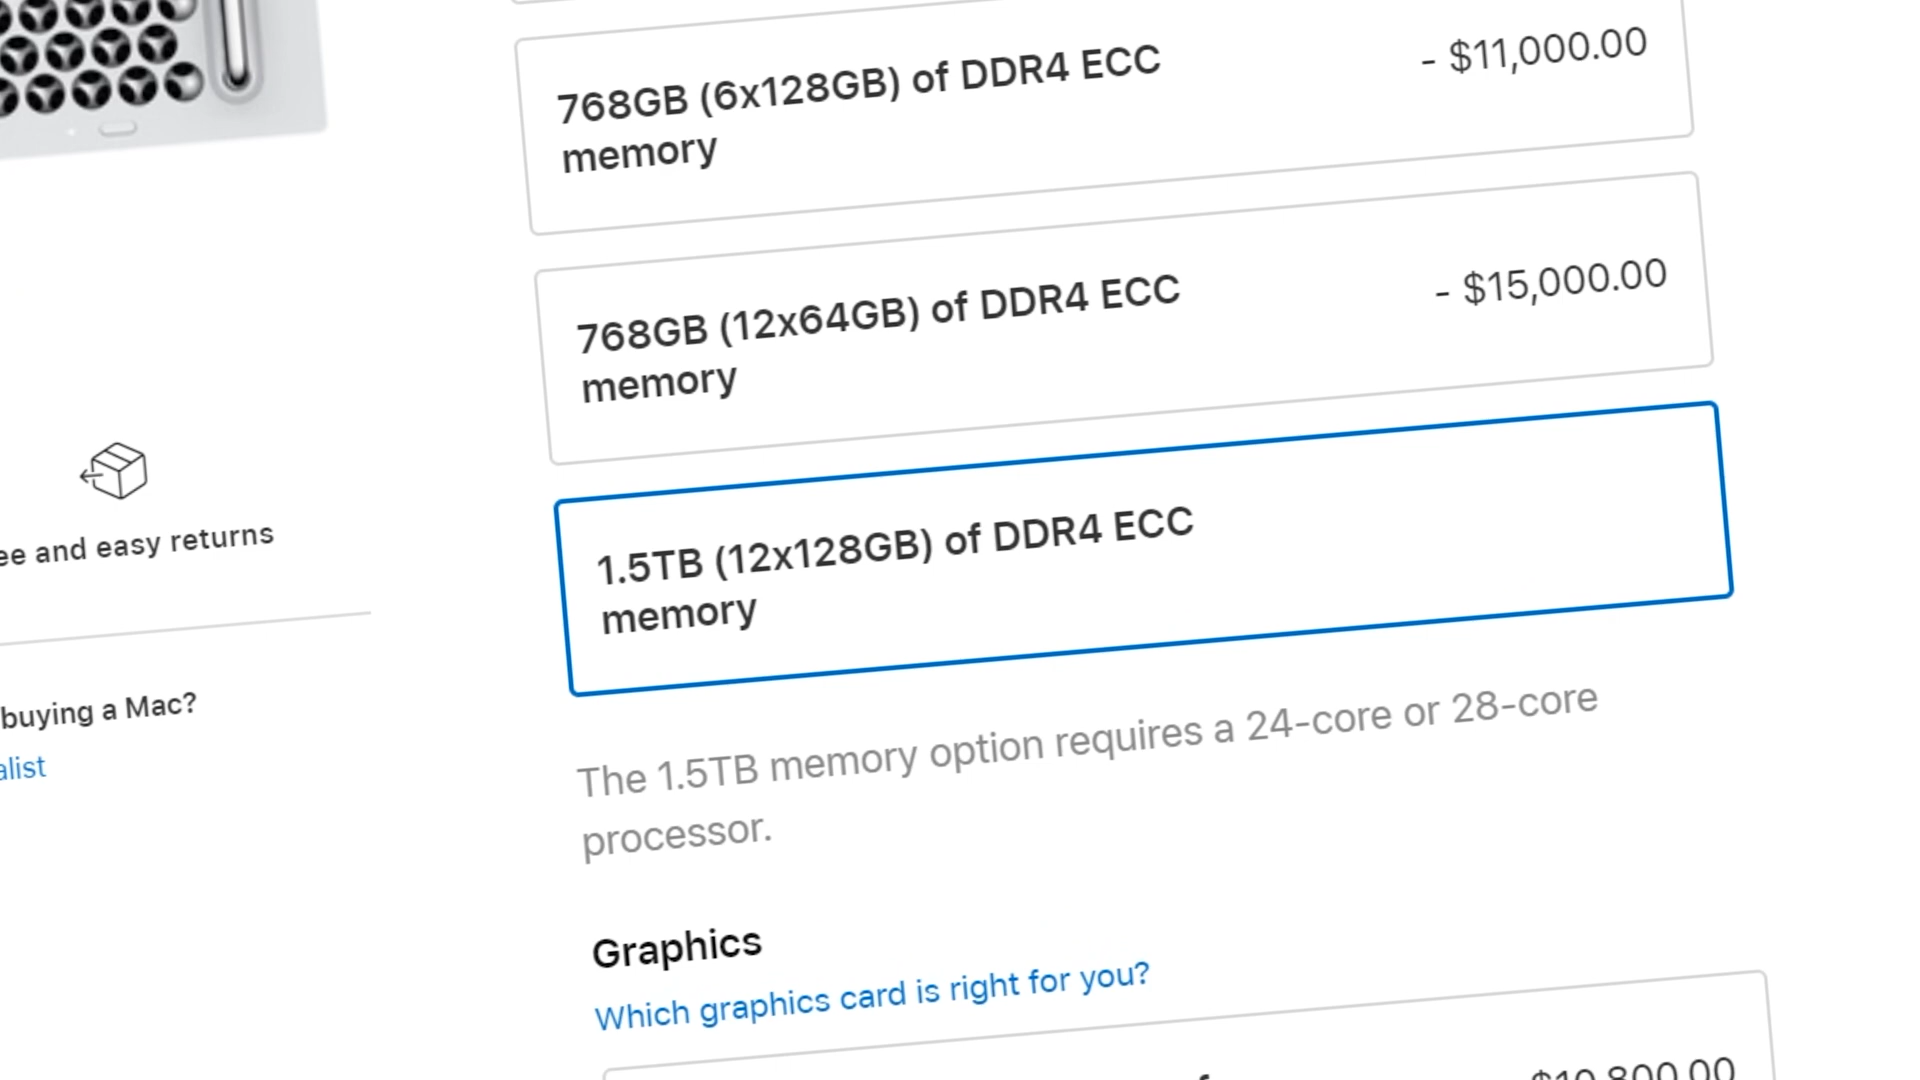 768GB (6x128GB) of DDR4 ECC
memory
- $11,000.00
768GB (12x64GB) of DDR4 ECC
memory
- $15,000.00
1.5TB (12x128GB) of DDR4 ECC
memory
The 1.5TB memory option requires a 24-core or 28-core
processor.
Graphics
Which graphics card is right for you?
and easy returns
buying a Mac?